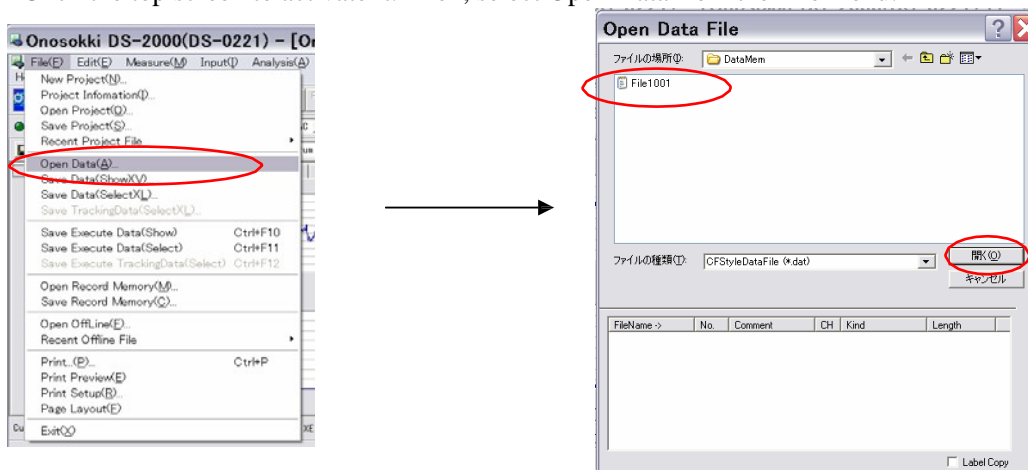 Onosokki DS-2000(DS-0221) - [Or
File(F) Edit(E) Measure(M) Input(I) Analysis(A)
New Project(N)...
Project Infomation(I)...
Open Project(O)...
Save Project(S)...
Recent Project File
Open Data(A)...
Save Data(ShowX(V)...
Save Data(SelectX(L)...
Save TrackingData(SelectX(L)...
Save Execute Data(Show) Ctrl+F10
Save Execute Data(Select) Ctrl+F11
Save Execute TrackingData(Select) Ctrl+F12
Open Record Memory(M)...
Save Record Memory(C)...
Open OffLine(F)...
Recent Offline File
Print..(P)... Ctrl+P
Print Preview(E)
Print Setup(R)...
Page Layout(F)
Exit(X)
Open Data File
ファイルの場所(I):
DataMem
File1001
ファイルの種類(T):
CFStyleDataFile (*.dat)
開く(O)
キャンセル
FileName -> No. Comment CH Kind Length
Label Copy